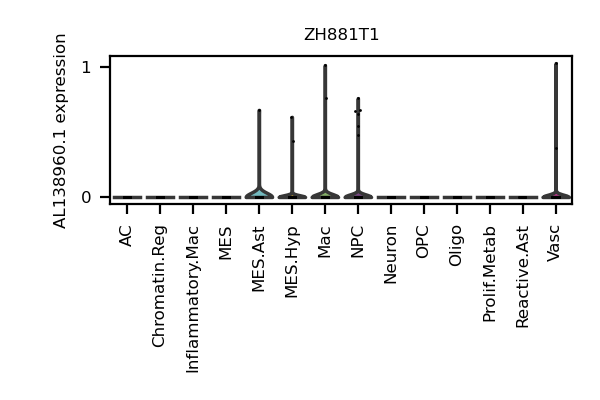 ZH881T1
AL138960.1 expression
1
0
AC
Chromatin.Reg
Inflammatory.Mac
MES
MES.Ast
MES.Hyp
Mac
NPC
Neuron
OPC
Oligo
Prolif.Metab
Reactive.Ast
Vasc